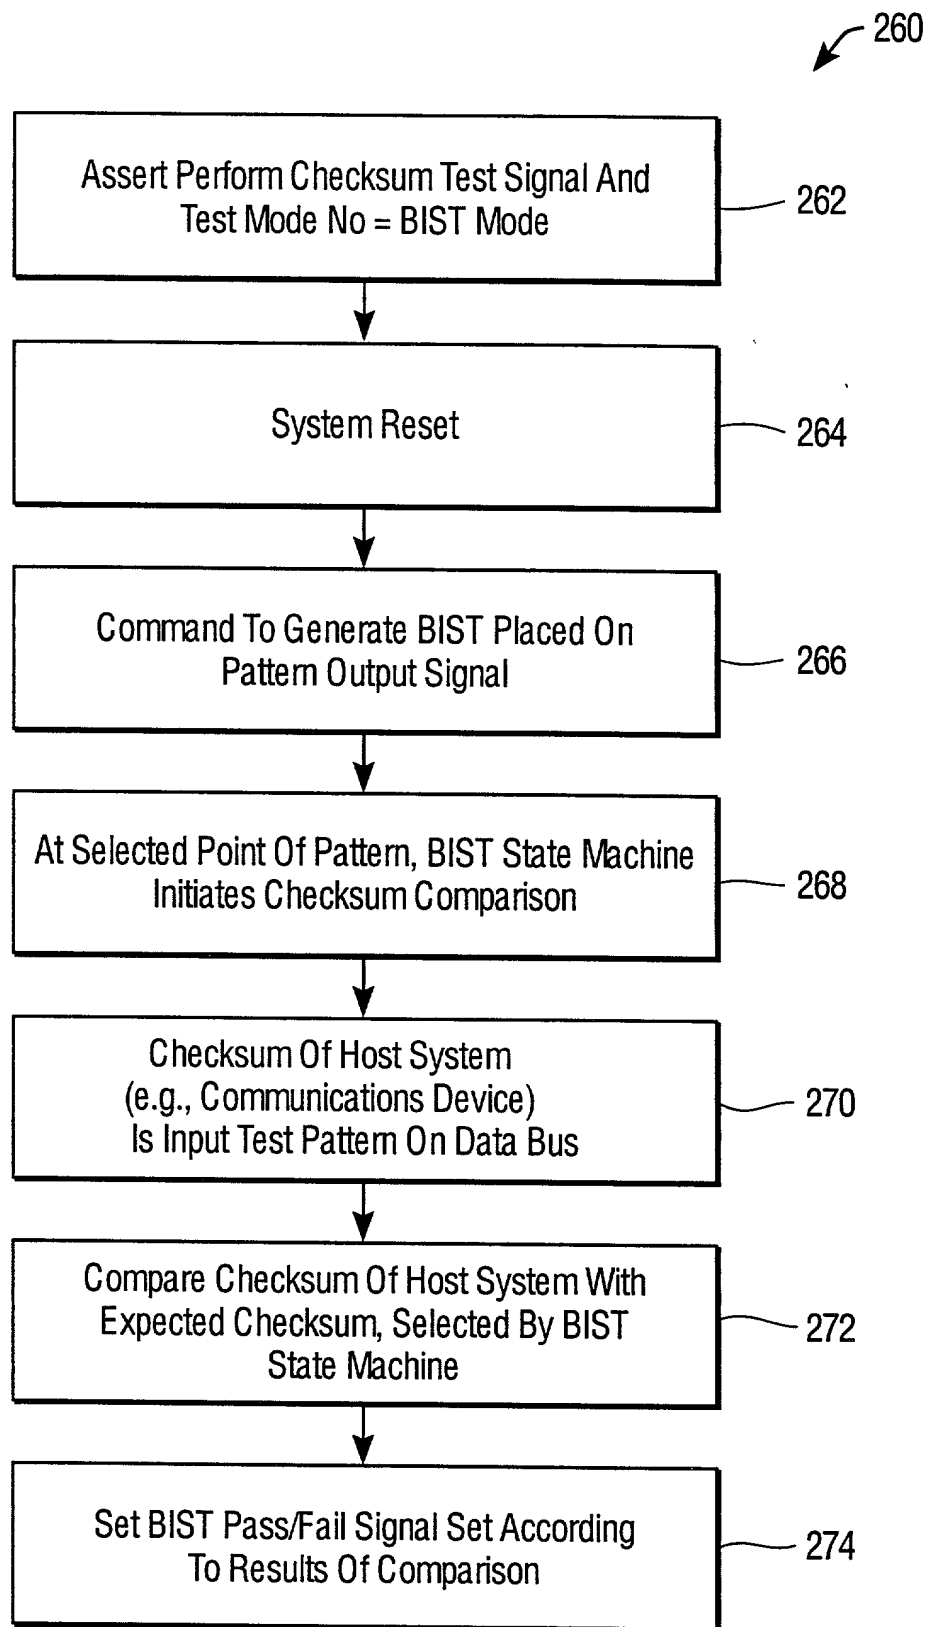 260
Assert Perform Checksum Test Signal And
Test Mode No = BIST Mode
262
System Reset
264
Command To Generate BIST Placed On
Pattern Output Signal
266
At Selected Point Of Pattern, BIST State Machine
Initiates Checksum Comparison
268
Checksum Of Host System
(e.g., Communications Device)
Is Input Test Pattern On Data Bus
270
Compare Checksum Of Host System With
Expected Checksum, Selected By BIST
State Machine
272
Set BIST Pass/Fail Signal Set According
To Results Of Comparison
274